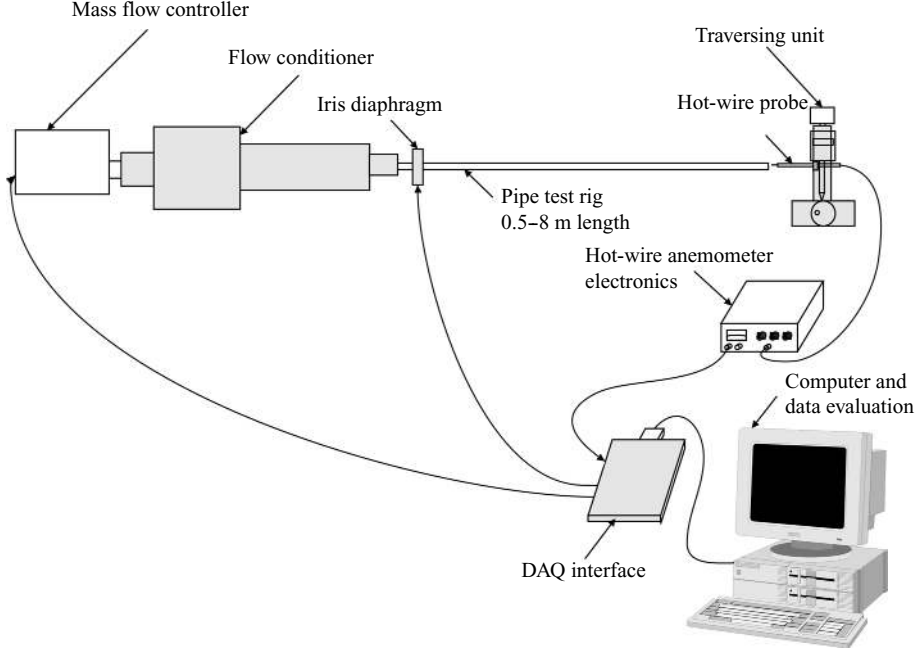 Mass flow controller
Flow conditioner
Iris diaphragm
Traversing unit
Hot-wire probe
Pipe test rig
0.5–8 m length
Hot-wire anemometer
electronics
Computer and
data evaluation
DAQ interface